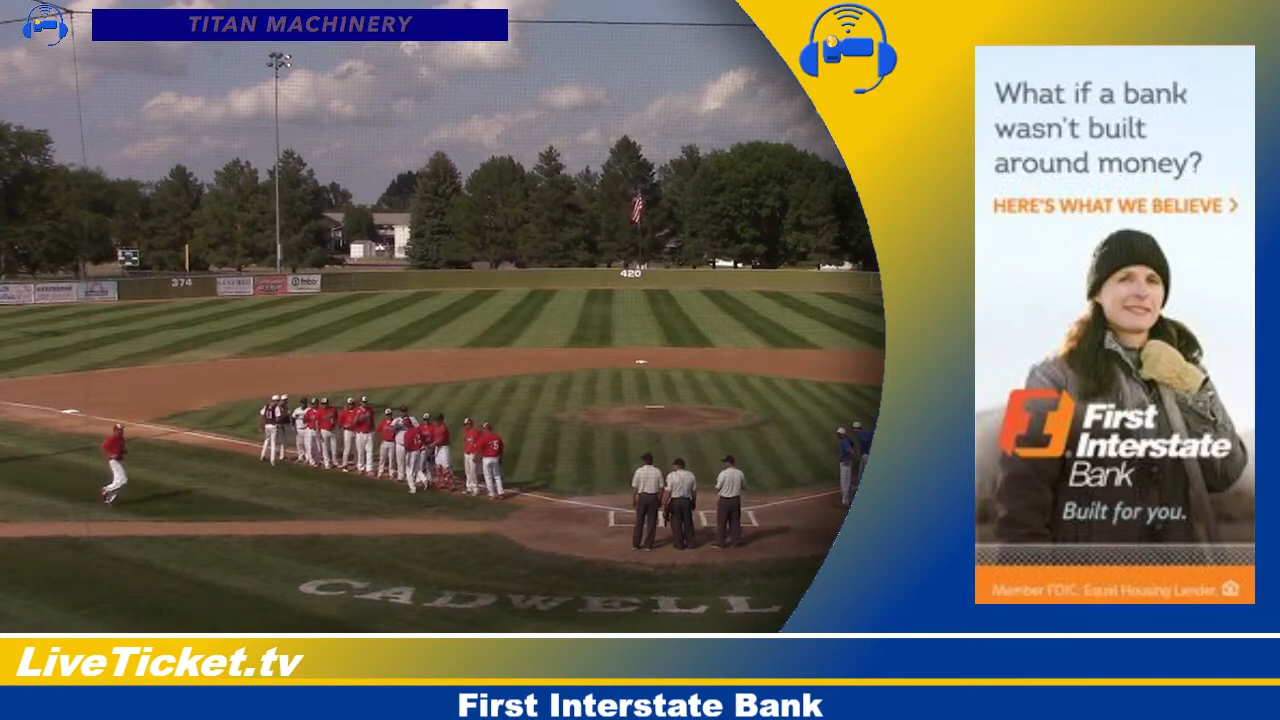 TITAN MACHINERY
What if a bank
wasn't built
around money?
HERE'S WHAT WE BELIEVE >
374
420
First
Interstate
Bank
Built for you.
Member FDIC. Equal Housing Lender.
CADWELL
LiveTicket.tv
First Interstate Bank